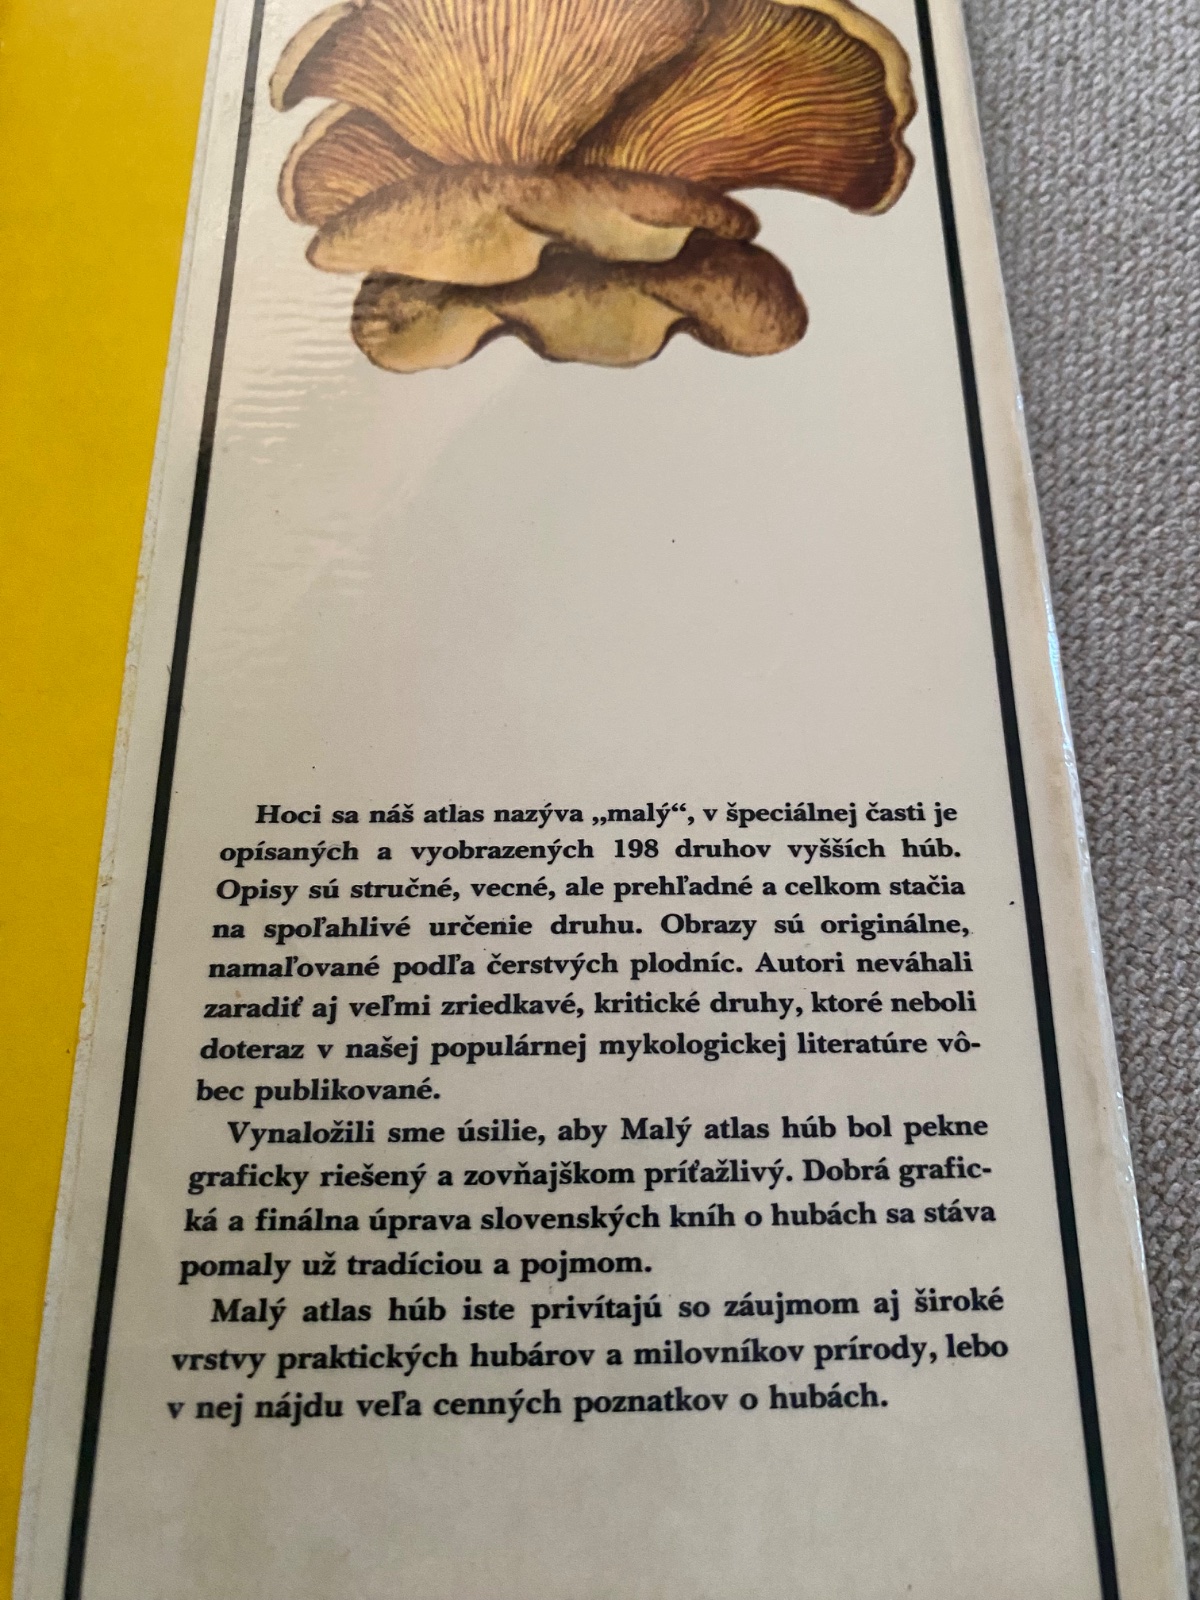 Hoci sa náš atlas nazýva „malý“, v špeciálnej časti je
opísaných a vyobrazených 198 druhov vyšších húb.
Opisy sú stručné, vecné, ale prehľadné a celkom stačia
na spoľahlivé určenie druhu. Obrazy sú originálne,
namaľované podľa čerstvých plodníc. Autori neváhali
zaradiť aj veľmi zriedkavé, kritické druhy, ktoré neboli
doteraz v našej populárnej mykologickej literatúre vô-
bec publikované.
Vynaložili sme úsilie, aby Malý atlas húb bol pekne
graficky riešený a zovňajškom príťažlivý. Dobrá grafic-
ká a finálna úprava slovenských kníh o hubách sa stáva
pomaly už tradíciou a pojmom.
Malý atlas húb iste privítajú so záujmom aj široké
vrstvy praktických hubárov a milovníkov prírody, lebo
v nej nájdu veľa cenných poznatkov o hubách.